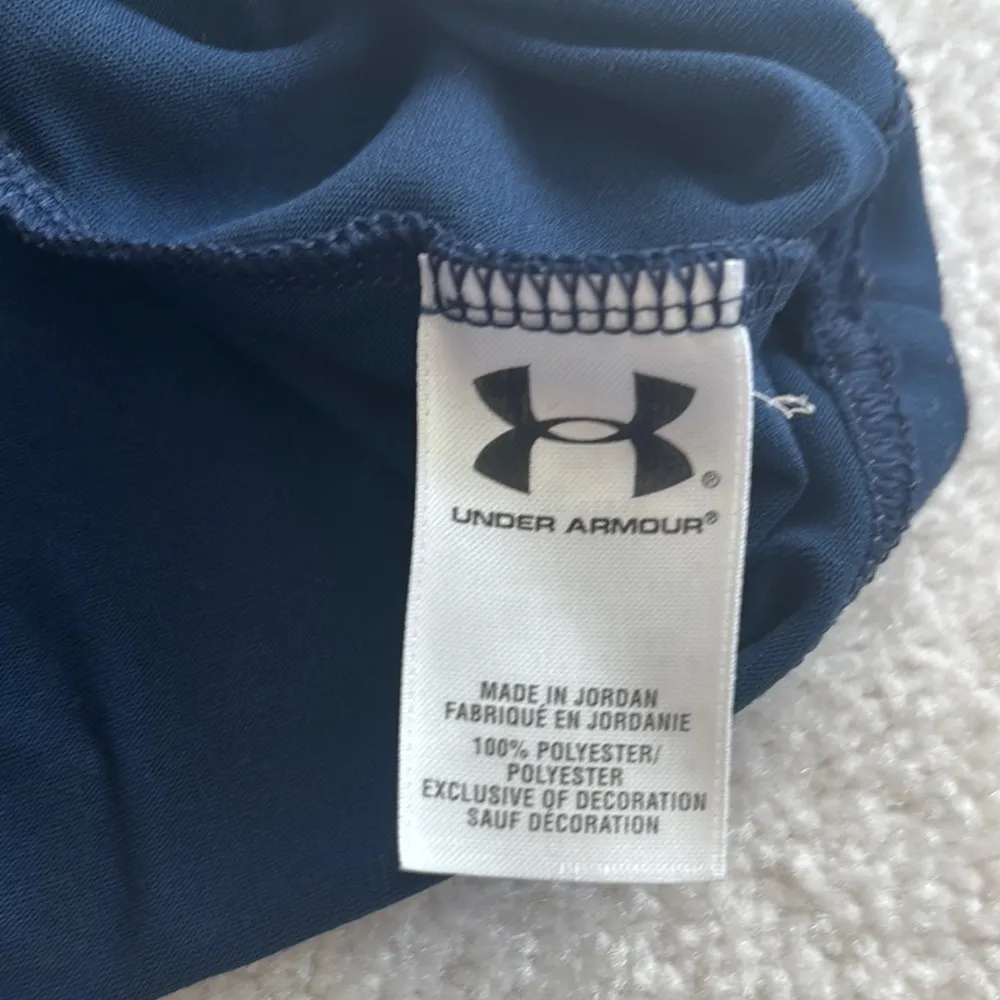 ®
UNDER ARMOUR®
MADE IN JORDAN
FABRIQUÉ EN JORDANIE
100% POLYESTER/
POLYESTER
EXCLUSIVE OF DECORATION
SAUF DÉCORATION